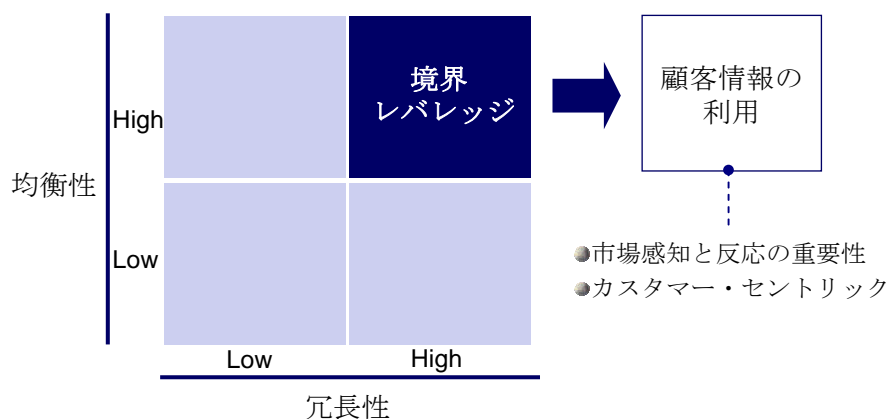 境界
レバレッジ
顧客情報の
利用
High
均衡性
Low
●市場感知と反応の重要性
●カスタマー・セントリック
Low
High
冗長性